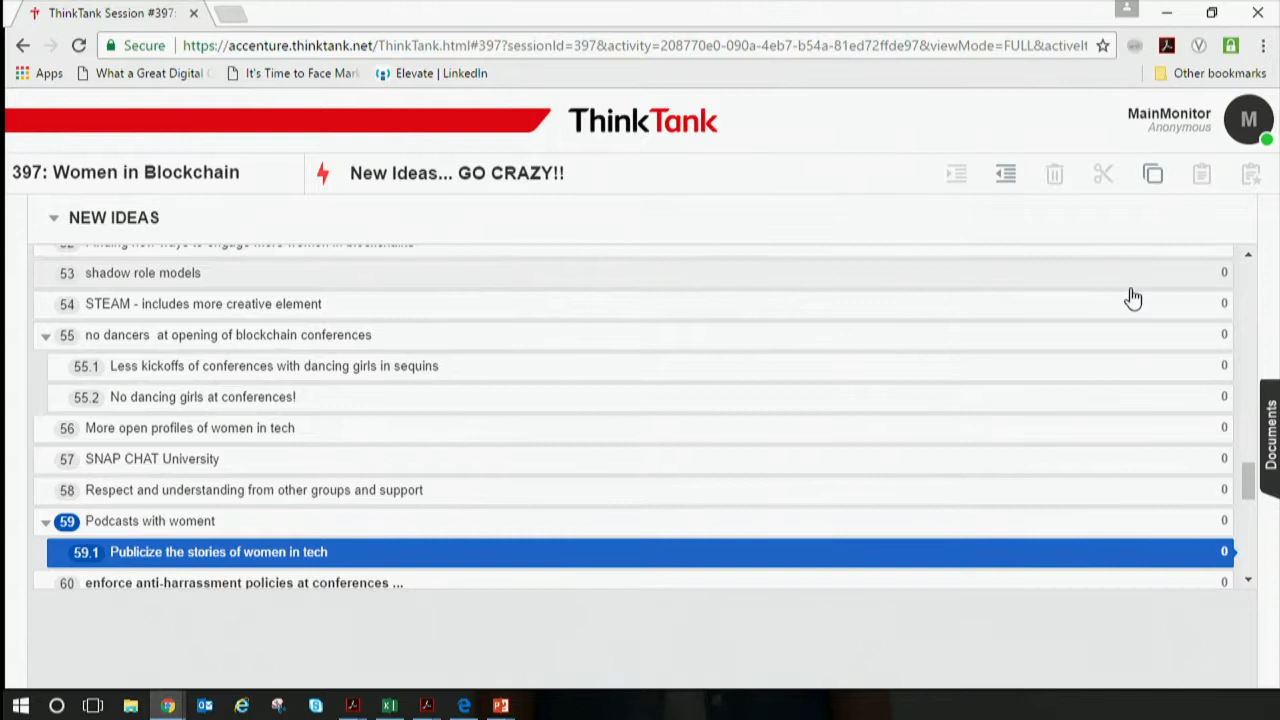 ThinkTank Session #397:
Secure
https://accenture.thinktank.net/ThinkTank.html#397?sessionId=397&activity=208770e0-090a-4eb7-b54a-81ed72ffde97&viewMode=FULL&activeIt
Apps What a Great Digital It's Time to Face Mar Elevate | LinkedIn Other bookmarks
ThinkTank
MainMonitor
Anonymous
M
397: Women in Blockchain New Ideas... GO CRAZY!!
NEW IDEAS
53 shadow role models 0
54 STEAM - includes more creative element 0
55 no dancers at opening of blockchain conferences 0
55.1 Less kickoffs of conferences with dancing girls in sequins 0
55.2 No dancing girls at conferences! 0
56 More open profiles of women in tech 0
57 SNAP CHAT University 0
58 Respect and understanding from other groups and support 0
59 Podcasts with woment 0
59.1 Publicize the stories of women in tech 0
60 enforce anti-harrassment policies at conferences ... 0
Documents